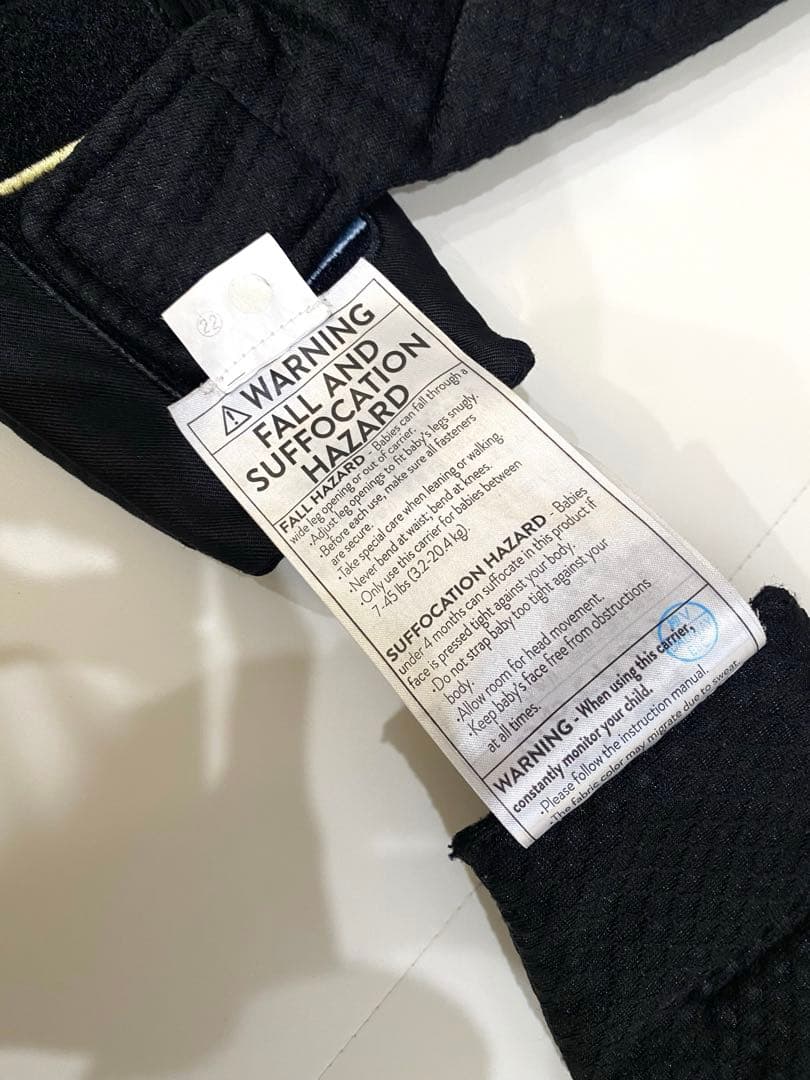 22
⚠WARNING
FALL AND
SUFFOCATION
HAZARD
FALL HAZARD - Babies can fall through a
wide leg opening or out of carrier.
•Adjust leg openings to fit baby's legs snugly.
•Before each use, make sure all fasteners
are secure.
•Take special care when leaning or walking.
•Never bend at waist; bend at knees.
•Only use this carrier for babies between
7-45 lbs (3.2-20.4 kg).
SUFFOCATION HAZARD - Babies
under 4 months can suffocate in this product if
face is pressed tight against your body.
•Do not strap baby too tight against your
body.
•Allow room for head movement.
•Keep baby's face free from obstructions
at all times.
WARNING - When using this carrier,
constantly monitor your child.
•Please follow the instruction manual.
•The fabric color may migrate due to sweat